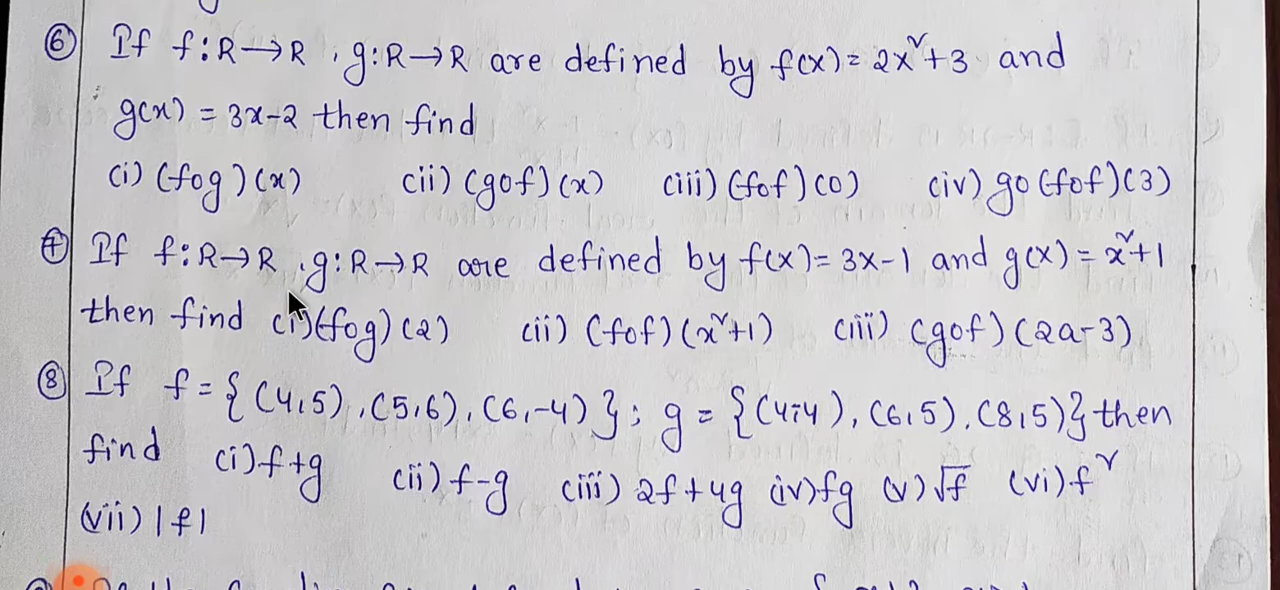 ⑥ If f:R→R, g:R→R are defined by f(x)=2x²+3 and
g(x) = 3x-2 then find
(i) (fog)(x) (ii) (gof)(x) (iii) (fof)(0) (iv) go(fof)(3)
⑦ If f:R→R, g:R→R are defined by f(x)=3x-1 and g(x)=x²+1
then find (i)(fog)(2) (ii) (fof)(x²+1) (iii) (gof)(2a-3)
⑧ If f={(4,5),(5,6),(6,-4)}; g={(4,-4),(6,5),(8,5)} then
find (i)f+g (ii) f-g (iii) 2f+4g (iv)fg (v)√f (vi)f²
(vii) |f|